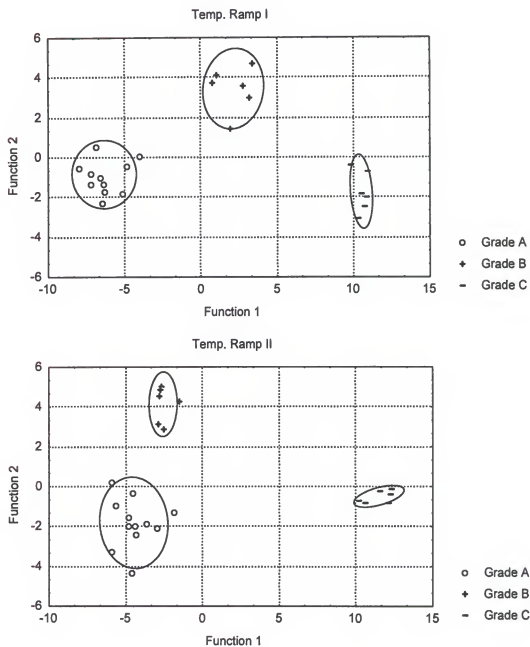 Temp. Ramp I
6
4
2
0
-2
-4
-6
Function 2
-10
-5
0
5
10
15
Function 1
Grade A
Grade B
Grade C
Temp. Ramp II
6
4
2
0
-2
-4
-6
Function 2
-10
-5
0
5
10
15
Function 1
Grade A
Grade B
Grade C